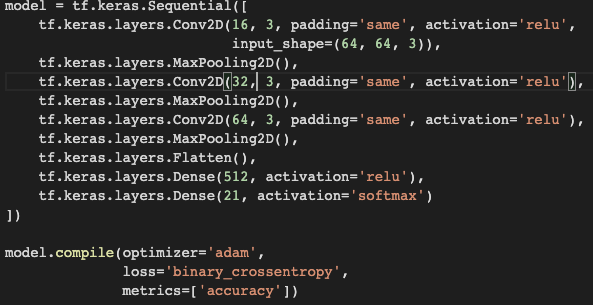 model = tf.keras.Sequential([
    tf.keras.layers.Conv2D(16, 3, padding='same', activation='relu',
                           input_shape=(64, 64, 3)),
    tf.keras.layers.MaxPooling2D(),
    tf.keras.layers.Conv2D(32, 3, padding='same', activation='relu'),
    tf.keras.layers.MaxPooling2D(),
    tf.keras.layers.Conv2D(64, 3, padding='same', activation='relu'),
    tf.keras.layers.MaxPooling2D(),
    tf.keras.layers.Flatten(),
    tf.keras.layers.Dense(512, activation='relu'),
    tf.keras.layers.Dense(21, activation='softmax')
])

model.compile(optimizer='adam',
              loss='binary_crossentropy',
              metrics=['accuracy'])